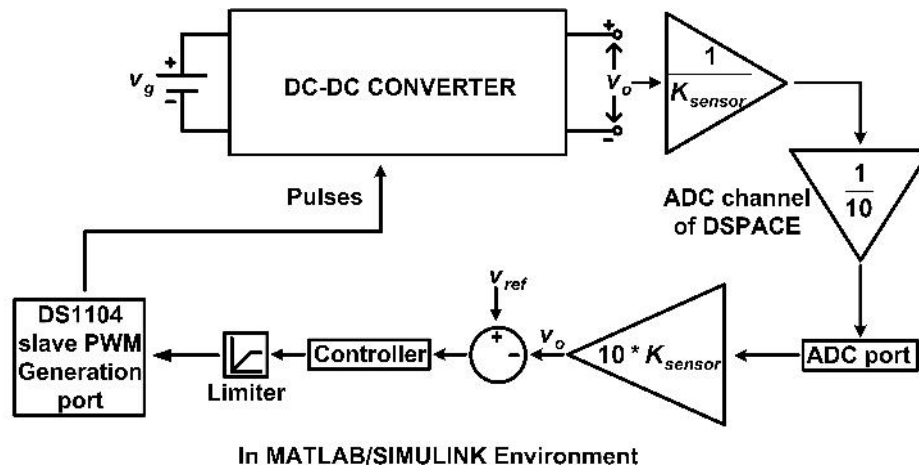 +
v_g
-
DC-DC CONVERTER
+
v_o
-
1
K_sensor
Pulses
ADC channel
of DSPACE
1
10
DS1104
slave PWM
Generation
port
Limiter
Controller
v_ref
+
-
v_o
10 * K_sensor
ADC port
In MATLAB/SIMULINK Environment